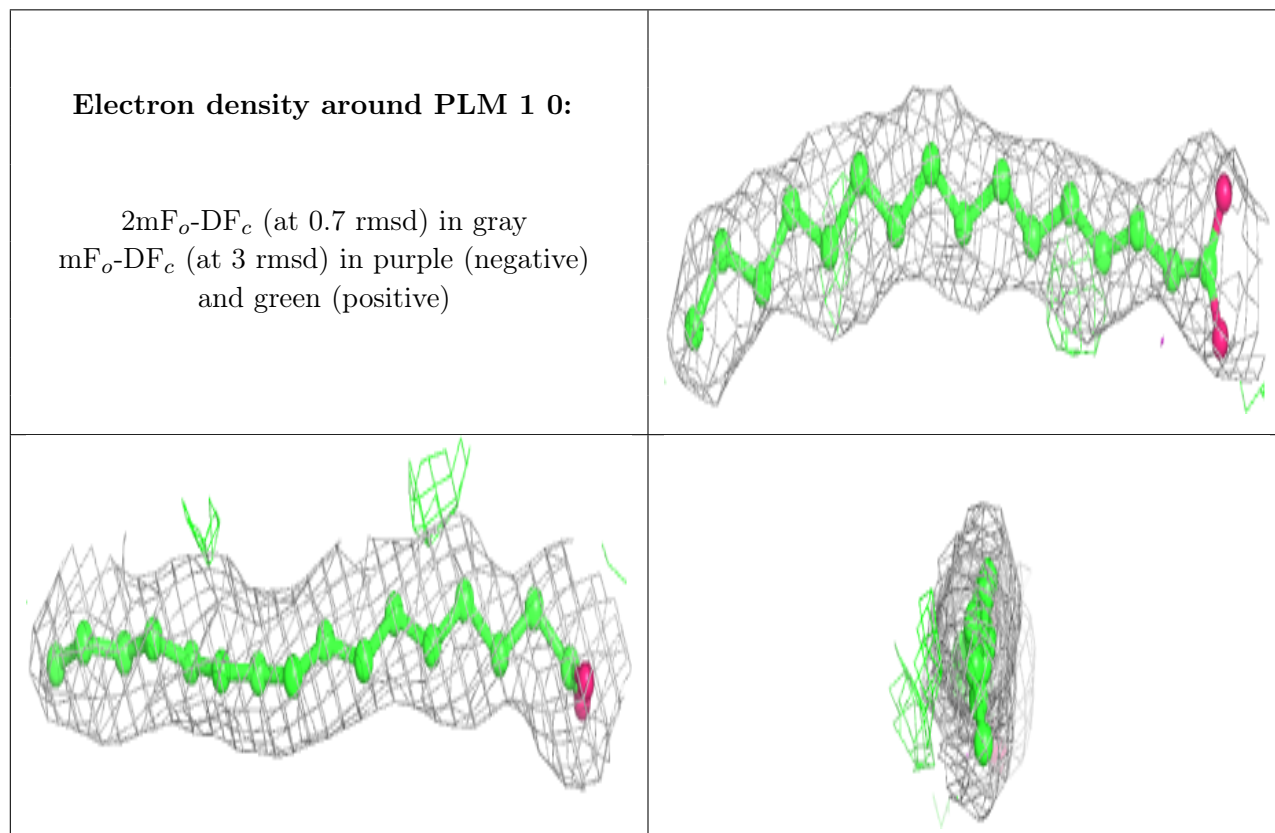 Electron density around PLM 1 0:
2mFo-DFc (at 0.7 rmsd) in gray
mFo-DFc (at 3 rmsd) in purple (negative)
and green (positive)